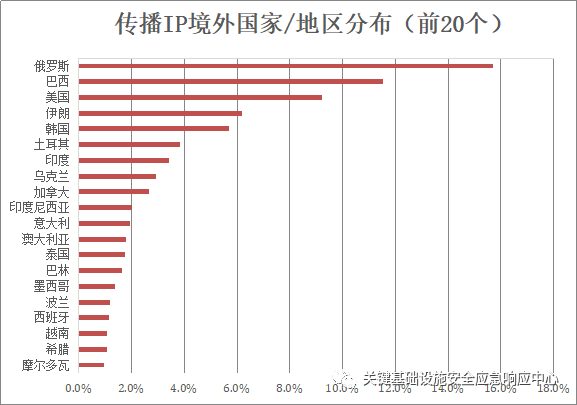 传播IP境外国家/地区分布（前20个）
俄罗斯
巴西
美国
伊朗
韩国
土耳其
印度
乌克兰
加拿大
印度尼西亚
意大利
澳大利亚
泰国
巴林
墨西哥
波兰
西班牙
越南
希腊
摩尔多瓦
0.0% 2.0% 4.0% 6.0% 8.0% 10.0% 12.0% 14.0% 16.0% 18.0%
关键基础设施安全应急响应中心